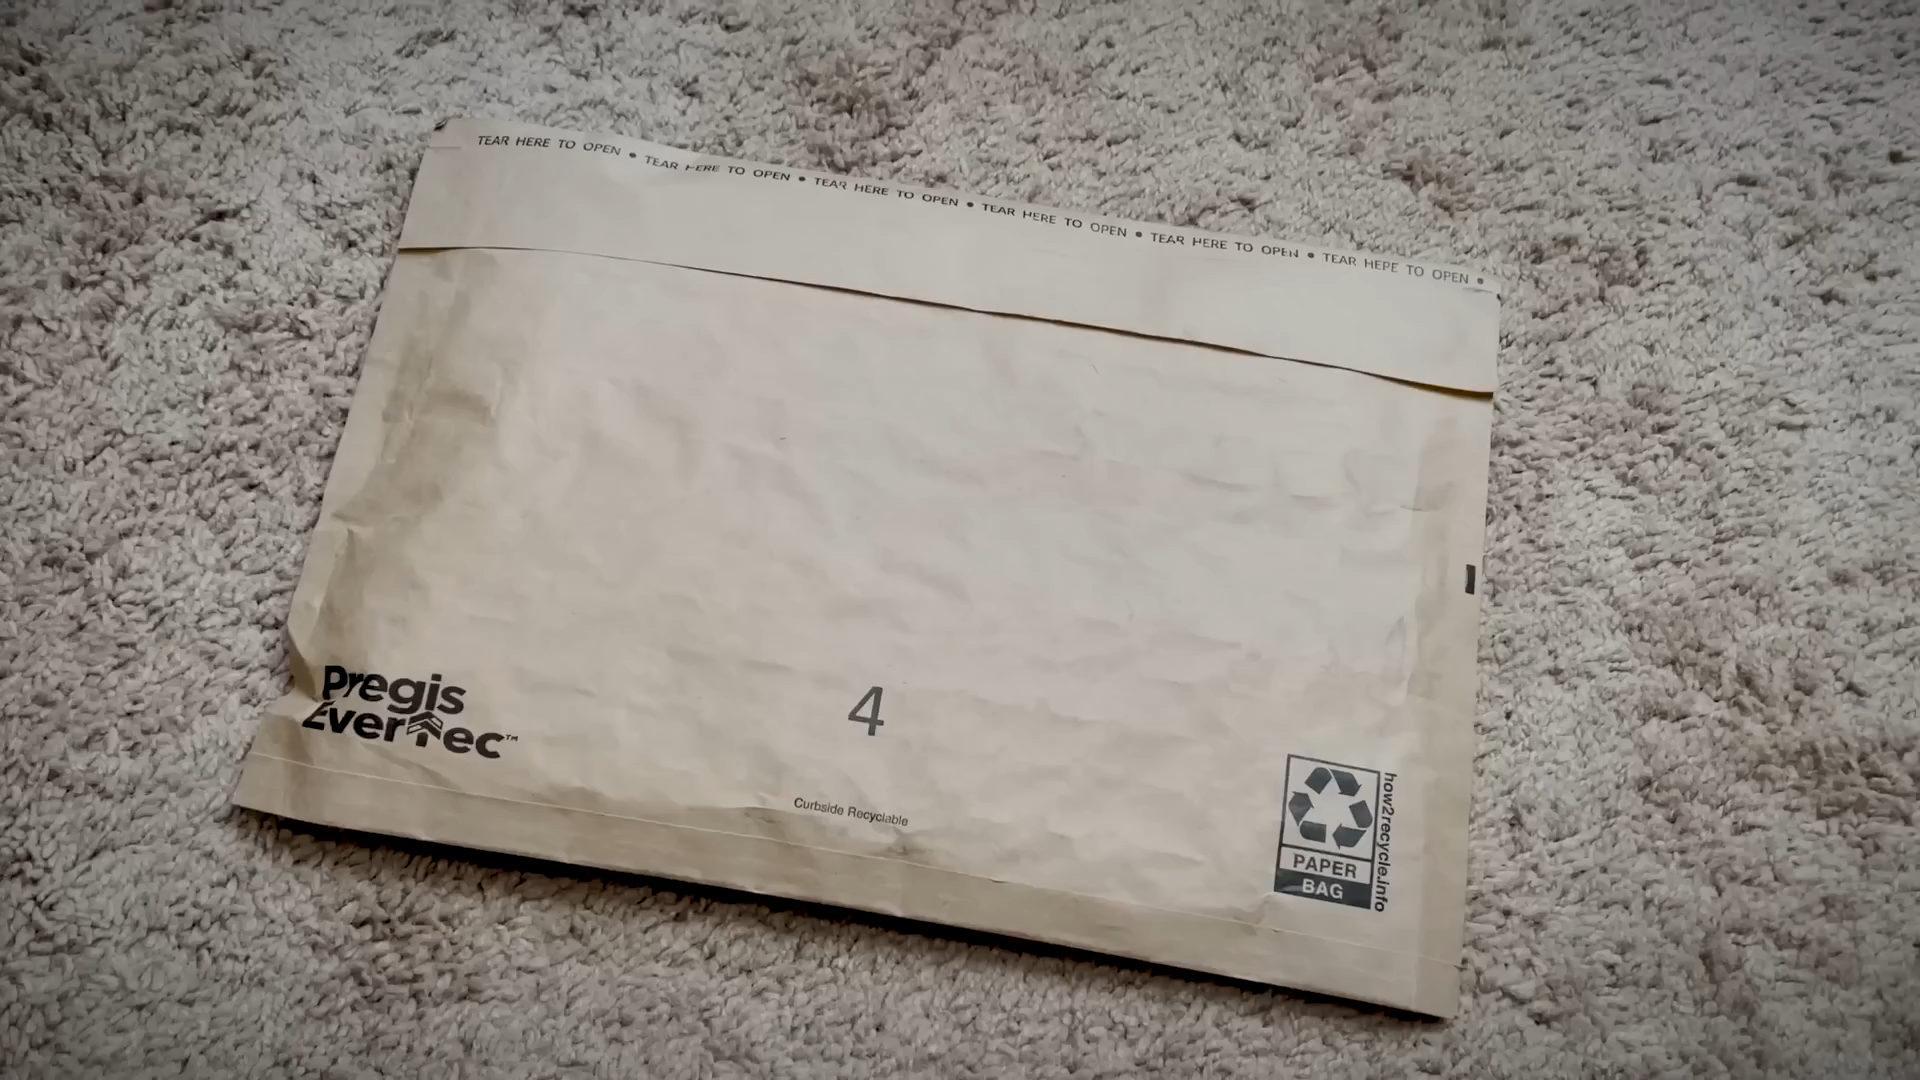 TEAR HERE TO OPEN • TEAR HERE TO OPEN • TEAR HERE TO OPEN • TEAR HERE TO OPEN • TEAR HERE TO OPEN • TEAR HERE TO OPEN •
Pregis
EverTec™
4
Curbside Recyclable
PAPER
BAG
how2recycle.info